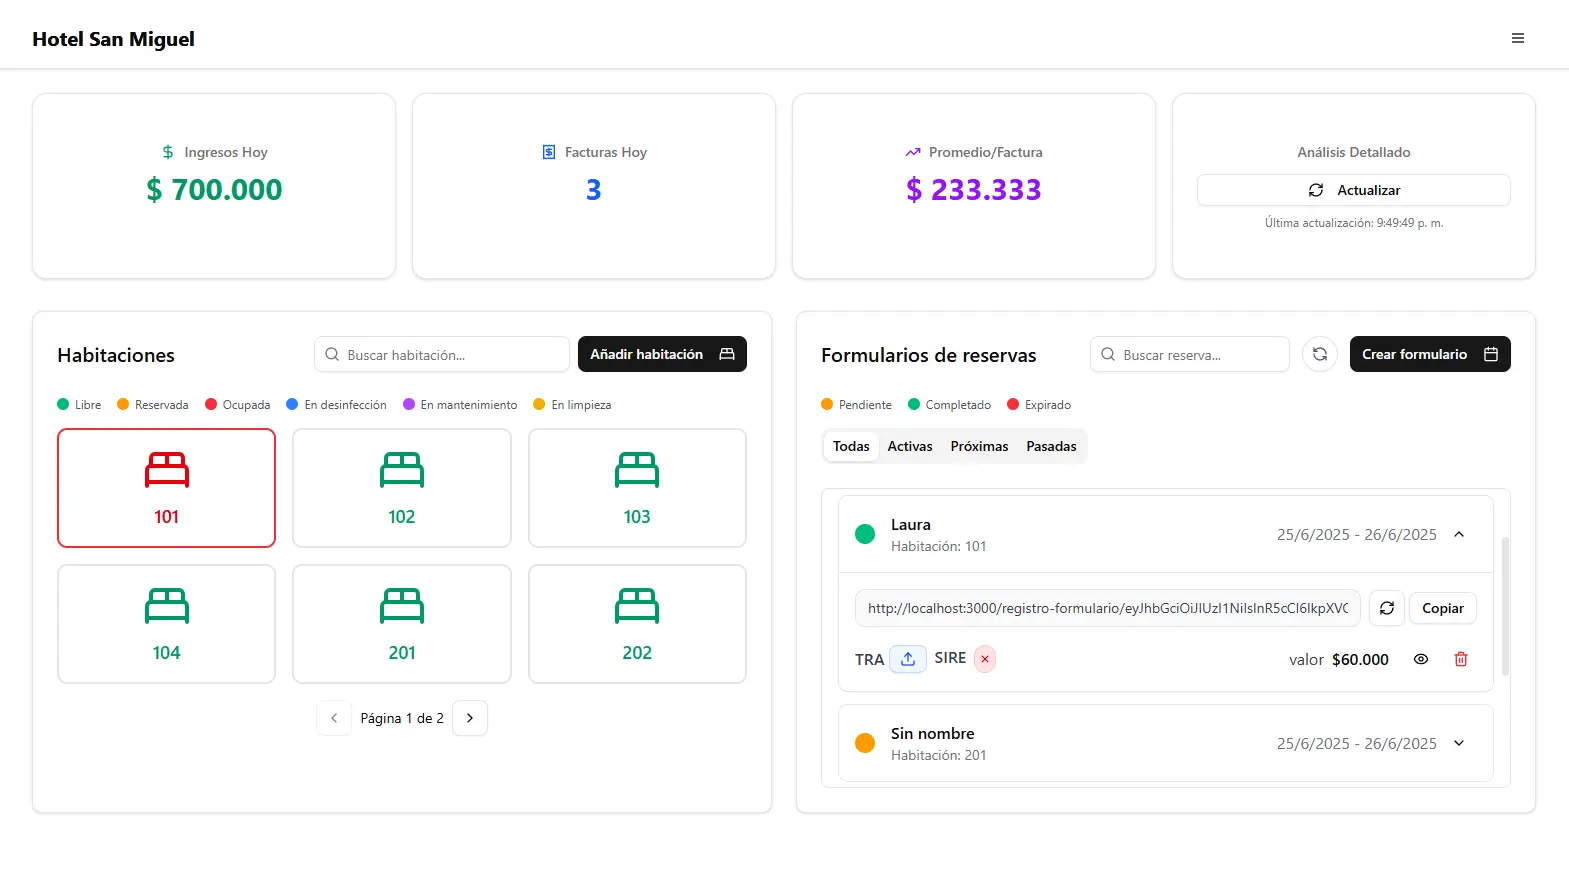 Hotel San Miguel
Ingresos Hoy
$ 700.000
Facturas Hoy
3
Promedio/Factura
$ 233.333
Análisis Detallado
Actualizar
Última actualización: 9:49:49 p. m.
Habitaciones
Buscar habitación...
Añadir habitación
Libre
Reservada
Ocupada
En desinfección
En mantenimiento
En limpieza
101
102
103
104
201
202
Página 1 de 2
Formularios de reservas
Buscar reserva...
Crear formulario
Pendiente
Completado
Expirado
Todas
Activas
Próximas
Pasadas
Laura
Habitación: 101
25/6/2025 - 26/6/2025
http://localhost:3000/registro-formulario/eyJhbGciOiJIUzI1NiIsInR5cCI6IkpXVC
Copiar
TRA
SIRE
valor $60.000
Sin nombre
Habitación: 201
25/6/2025 - 26/6/2025